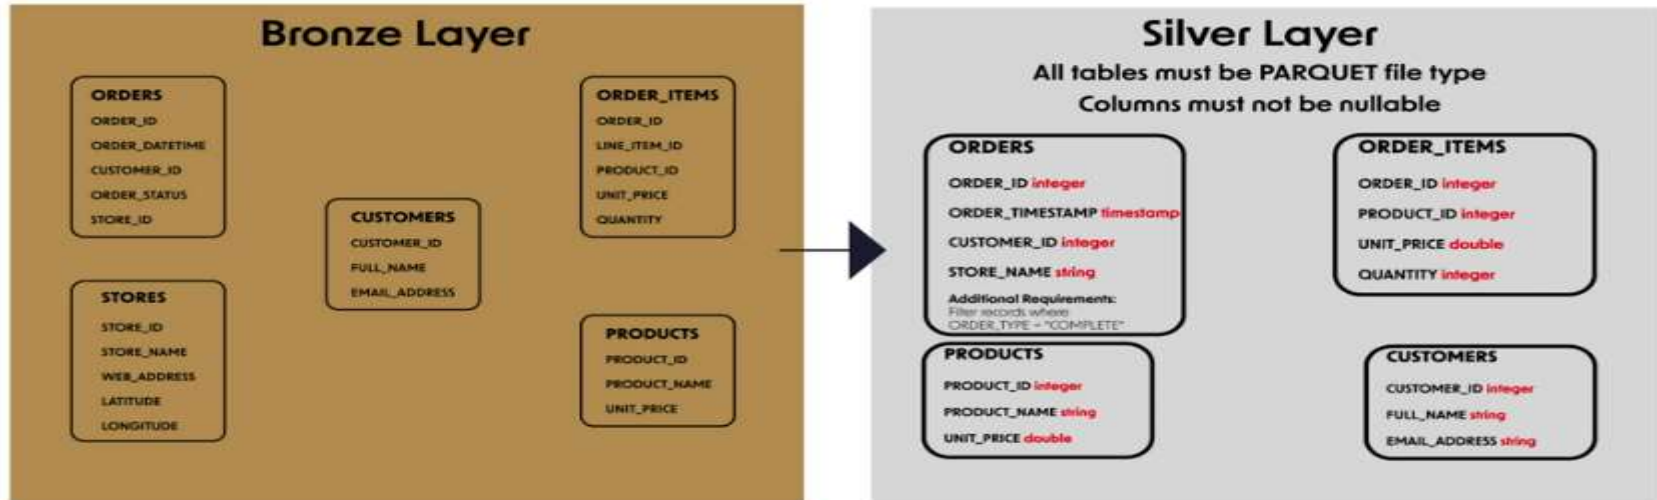 Bronze Layer
ORDERS
ORDER_ID
ORDER_DATETIME
CUSTOMER_ID
ORDER_STATUS
STORE_ID
STORES
STORE_ID
STORE_NAME
WEB_ADDRESS
LATITUDE
LONGITUDE
CUSTOMERS
CUSTOMER_ID
FULL_NAME
EMAIL_ADDRESS
ORDER_ITEMS
ORDER_ID
LINE_ITEM_ID
PRODUCT_ID
UNIT_PRICE
QUANTITY
PRODUCTS
PRODUCT_ID
PRODUCT_NAME
UNIT_PRICE
Silver Layer
All tables must be PARQUET file type
Columns must not be nullable
ORDERS
ORDER_ID integer
ORDER_TIMESTAMP timestamp
CUSTOMER_ID integer
STORE_NAME string
Additional Requirements:
Filter records where
ORDER_TYPE = "COMPLETE"
ORDER_ITEMS
ORDER_ID integer
PRODUCT_ID integer
UNIT_PRICE double
QUANTITY integer
PRODUCTS
PRODUCT_ID integer
PRODUCT_NAME string
UNIT_PRICE double
CUSTOMERS
CUSTOMER_ID integer
FULL_NAME string
EMAIL_ADDRESS string